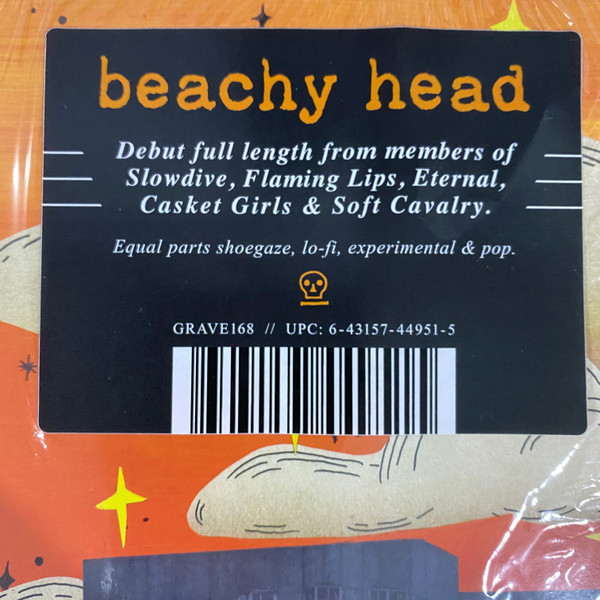 beachy head
Debut full length from members of
Slowdive, Flaming Lips, Eternal,
Casket Girls & Soft Cavalry.
Equal parts shoegaze, lo-fi, experimental & pop.
GRAVE168 // UPC: 6-43157-44951-5